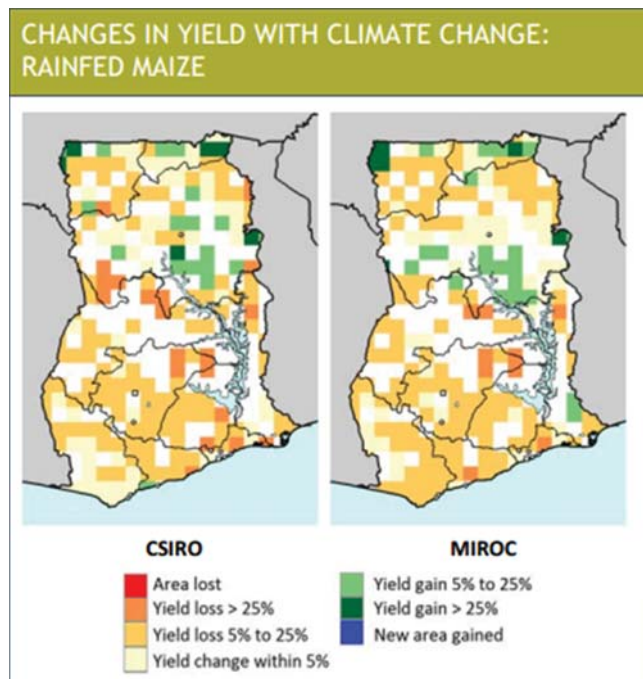 CHANGES IN YIELD WITH CLIMATE CHANGE:
RAINFED MAIZE
CSIRO
MIROC
Area lost
Yield loss > 25%
Yield loss 5% to 25%
Yield change within 5%
Yield gain 5% to 25%
Yield gain > 25%
New area gained